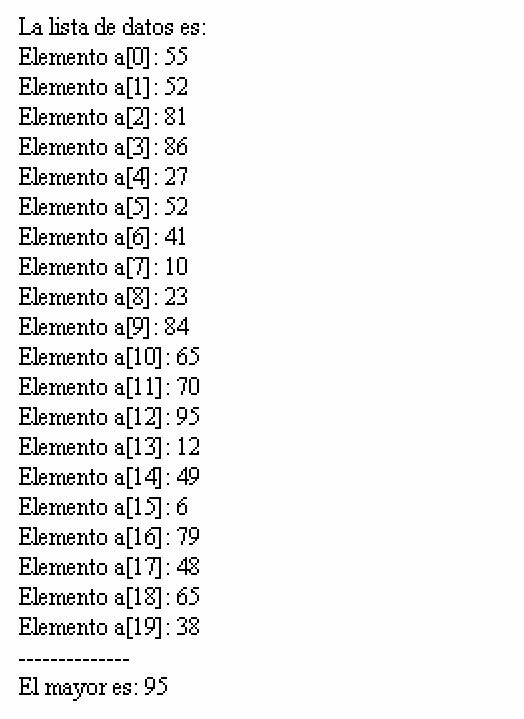 La lista de datos es:
Elemento a[0]: 55
Elemento a[1]: 52
Elemento a[2]: 81
Elemento a[3]: 86
Elemento a[4]: 27
Elemento a[5]: 52
Elemento a[6]: 41
Elemento a[7]: 10
Elemento a[8]: 23
Elemento a[9]: 84
Elemento a[10]: 65
Elemento a[11]: 70
Elemento a[12]: 95
Elemento a[13]: 12
Elemento a[14]: 49
Elemento a[15]: 6
Elemento a[16]: 79
Elemento a[17]: 48
Elemento a[18]: 65
Elemento a[19]: 38
--------------
El mayor es: 95